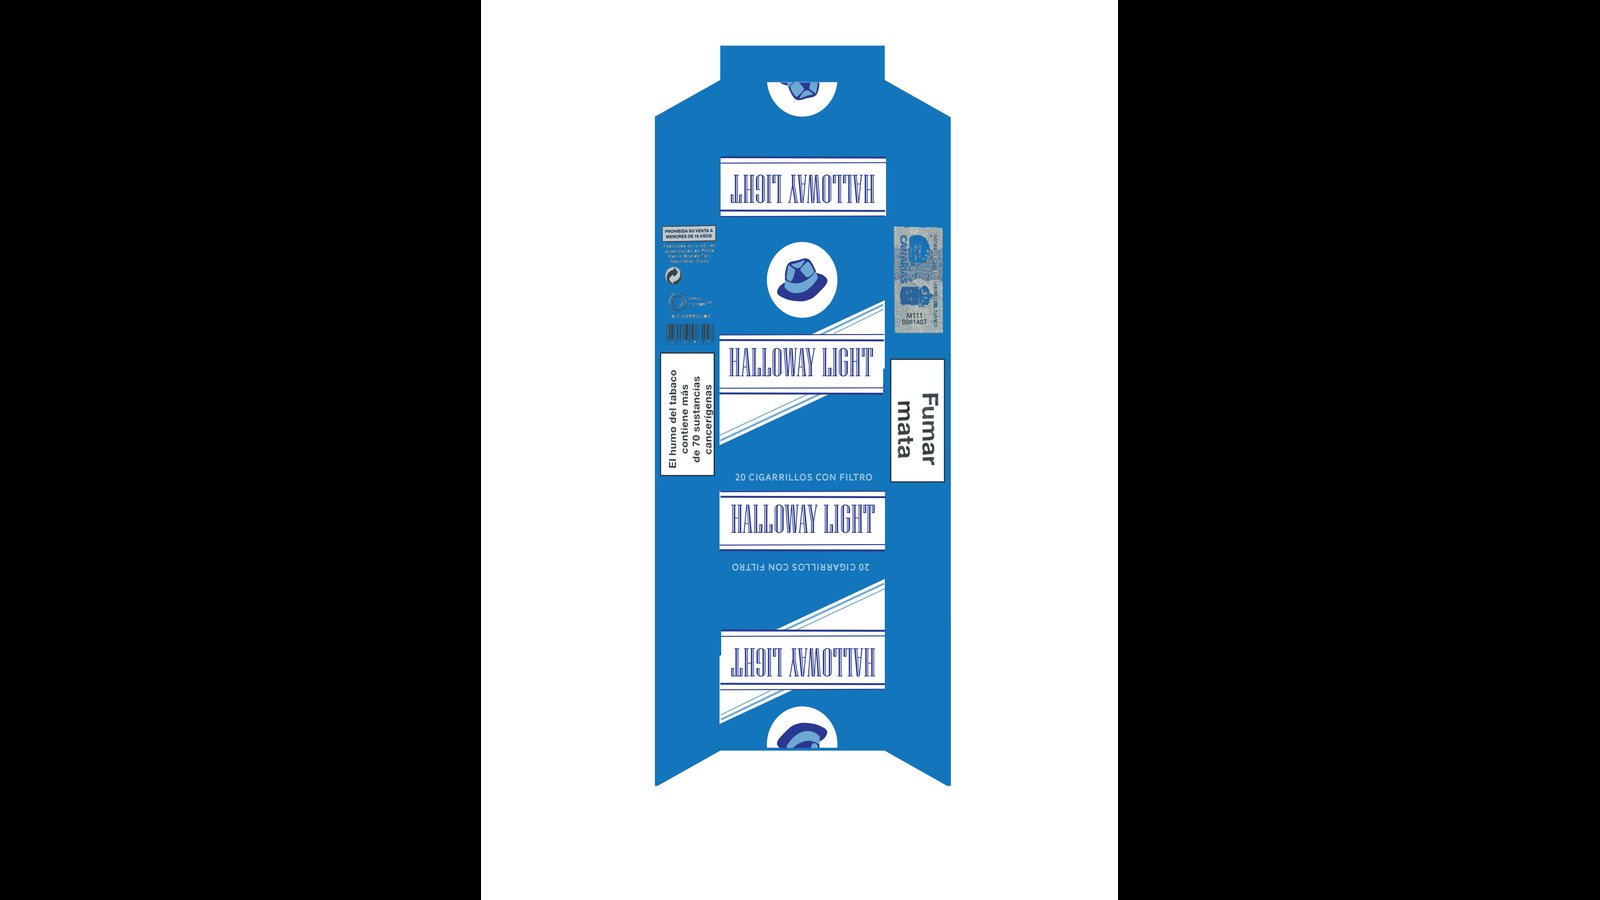 HALLOWAY LIGHT
PROHIBIDA SU VENTA A
MENORES DE 18 AÑOS
CANARIAS
M111
0961407
HALLOWAY LIGHT
El humo del tabaco
contiene más
de 70 sustancias
cancerígenas
Fumar
mata
20 CIGARRILLOS CON FILTRO
HALLOWAY LIGHT
20 CIGARRILLOS CON FILTRO
HALLOWAY LIGHT